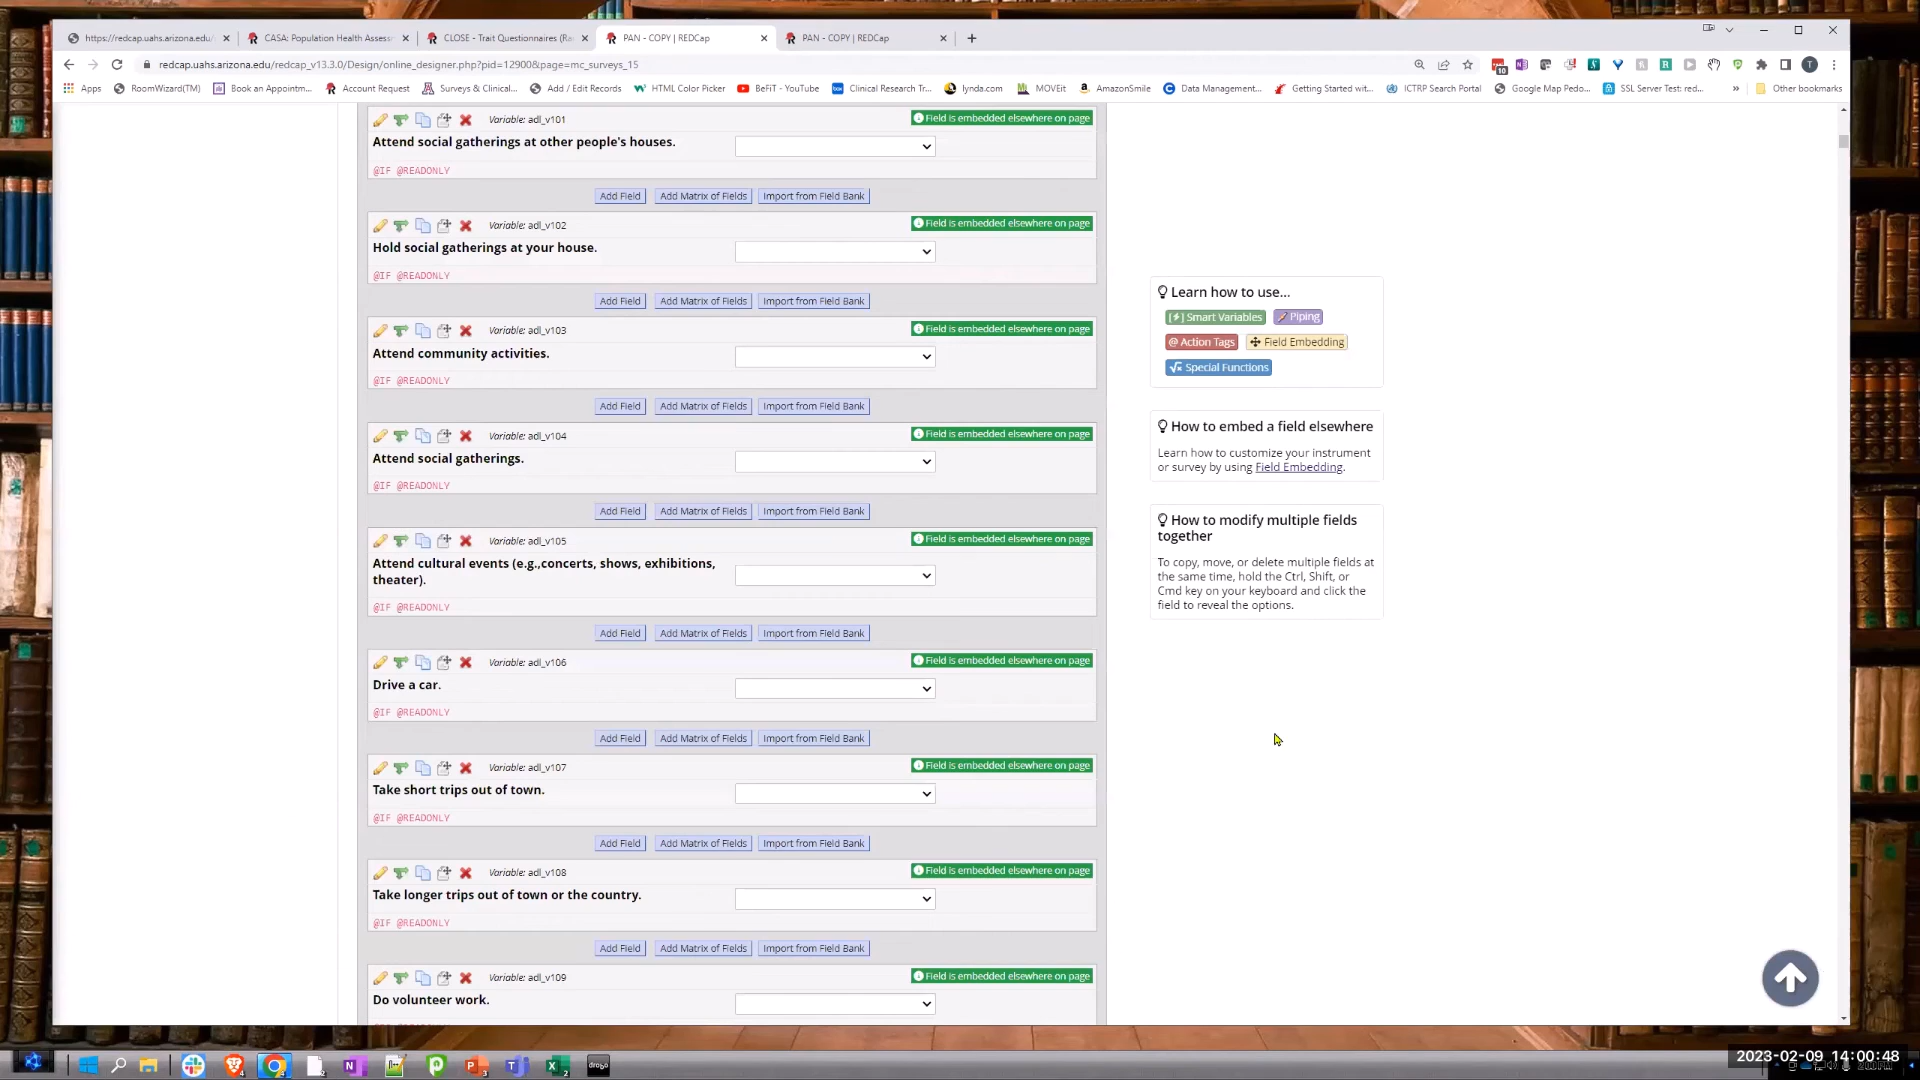 https://redcap.uahs.arizona.edu/
CASA: Population Health Assessm
CLOSE - Trait Questionnaires (Ra
PAN - COPY | REDCap
PAN - COPY | REDCap
redcap.uahs.arizona.edu/redcap_v13.3.0/Design/online_designer.php?pid=12900&page=mc_surveys_15
10
T
Apps
RoomWizard(TM)
Book an Appointm...
Account Request
Surveys & Clinical...
Add / Edit Records
HTML Color Picker
BeFiT - YouTube
Clinical Research Tr...
lynda.com
MOVEit
AmazonSmile
Data Management...
Getting Started wit...
ICTRP Search Portal
Google Map Pedo...
SSL Server Test: red...
»
Other bookmarks
Variable: adl_v101
Field is embedded elsewhere on page
Attend social gatherings at other people's houses.
@IF @READONLY
Add Field
Add Matrix of Fields
Import from Field Bank
Variable: adl_v102
Field is embedded elsewhere on page
Hold social gatherings at your house.
@IF @READONLY
Add Field
Add Matrix of Fields
Import from Field Bank
Variable: adl_v103
Field is embedded elsewhere on page
Attend community activities.
@IF @READONLY
Add Field
Add Matrix of Fields
Import from Field Bank
Variable: adl_v104
Field is embedded elsewhere on page
Attend social gatherings.
@IF @READONLY
Add Field
Add Matrix of Fields
Import from Field Bank
Variable: adl_v105
Field is embedded elsewhere on page
Attend cultural events (e.g.,concerts, shows, exhibitions,
theater).
@IF @READONLY
Add Field
Add Matrix of Fields
Import from Field Bank
Variable: adl_v106
Field is embedded elsewhere on page
Drive a car.
@IF @READONLY
Add Field
Add Matrix of Fields
Import from Field Bank
Variable: adl_v107
Field is embedded elsewhere on page
Take short trips out of town.
@IF @READONLY
Add Field
Add Matrix of Fields
Import from Field Bank
Variable: adl_v108
Field is embedded elsewhere on page
Take longer trips out of town or the country.
@IF @READONLY
Add Field
Add Matrix of Fields
Import from Field Bank
Variable: adl_v109
Field is embedded elsewhere on page
Do volunteer work.
Learn how to use...
Smart Variables
Piping
@ Action Tags
Field Embedding
Special Functions
How to embed a field elsewhere
Learn how to customize your instrument
or survey by using Field Embedding.
How to modify multiple fields
together
To copy, move, or delete multiple fields at
the same time, hold the Ctrl, Shift, or
Cmd key on your keyboard and click the
field to reveal the options.
2023-02-09 14:00:48